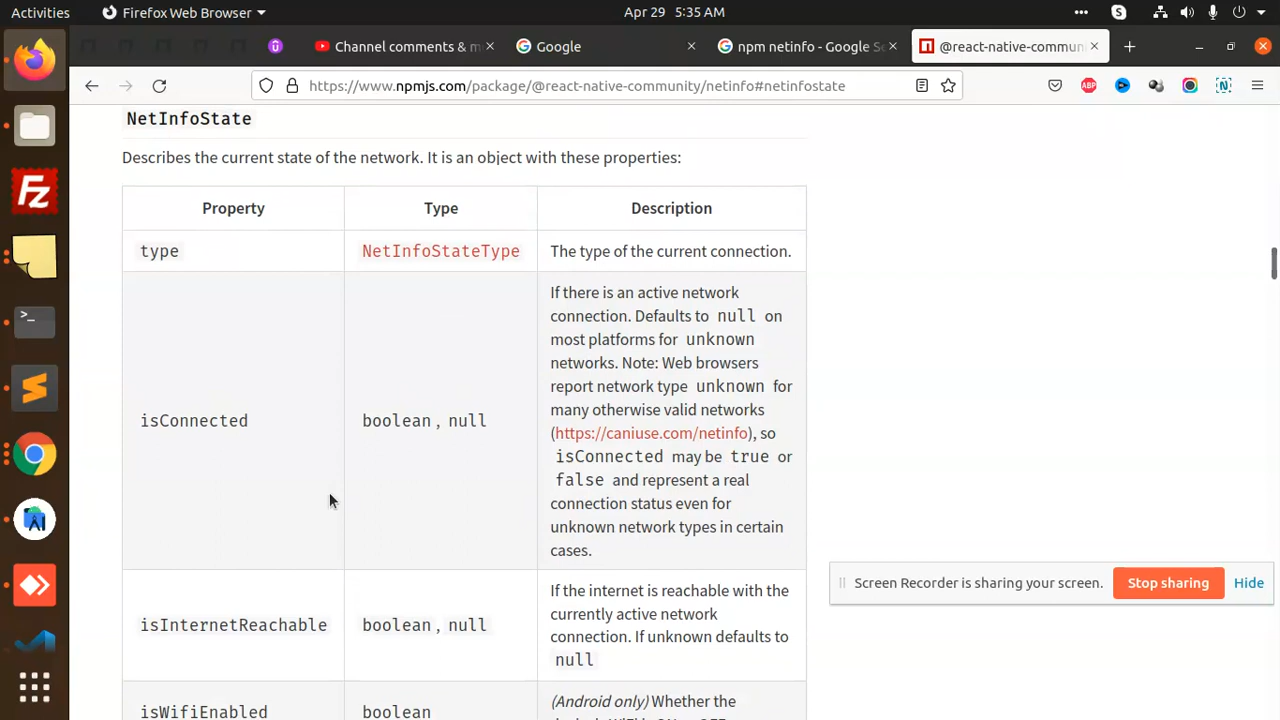 Activities
Firefox Web Browser
Apr 29 5:35 AM
Channel comments & m
Google
npm netinfo - Google Se
@react-native-commun
https://www.npmjs.com/package/@react-native-community/netinfo#netinfostate
ABP
NetInfoState
Describes the current state of the network. It is an object with these properties:
Property Type Description
type NetInfoStateType The type of the current connection.
If there is an active network
connection. Defaults to null on
most platforms for unknown
networks. Note: Web browsers
report network type unknown for
many otherwise valid networks
isConnected boolean, null
(https://caniuse.com/netinfo), so
isConnected may be true or
false and represent a real
connection status even for
unknown network types in certain
cases.
If the internet is reachable with the
currently active network
isInternetReachable boolean, null
connection. If unknown defaults to
null
isWifiEnabled boolean
(Android only) Whether the
Screen Recorder is sharing your screen.
Stop sharing
Hide